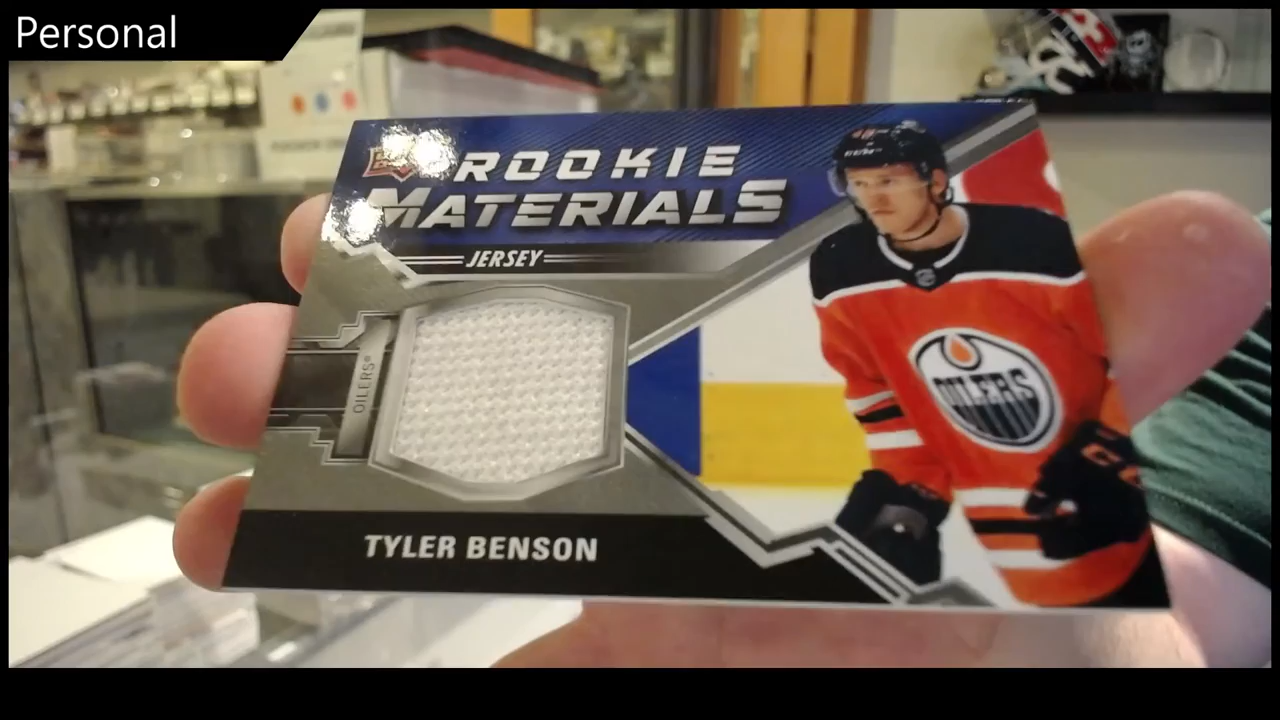 Personal
ROOKIE
MATERIALS
JERSEY
OILERS®
OILERS
TYLER BENSON